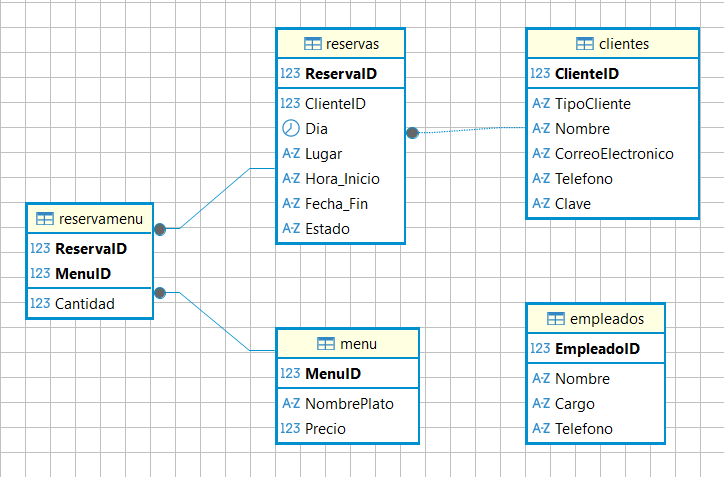 reservas
123 ReservaID
123 ClienteID
Dia
A-Z Lugar
A-Z Hora_Inicio
A-Z Fecha_Fin
A-Z Estado
clientes
123 ClienteID
A-Z TipoCliente
A-Z Nombre
A-Z CorreoElectronico
A-Z Telefono
A-Z Clave
reservamenu
123 ReservaID
123 MenuID
123 Cantidad
menu
123 MenuID
A-Z NombrePlato
123 Precio
empleados
123 EmpleadoID
A-Z Nombre
A-Z Cargo
A-Z Telefono